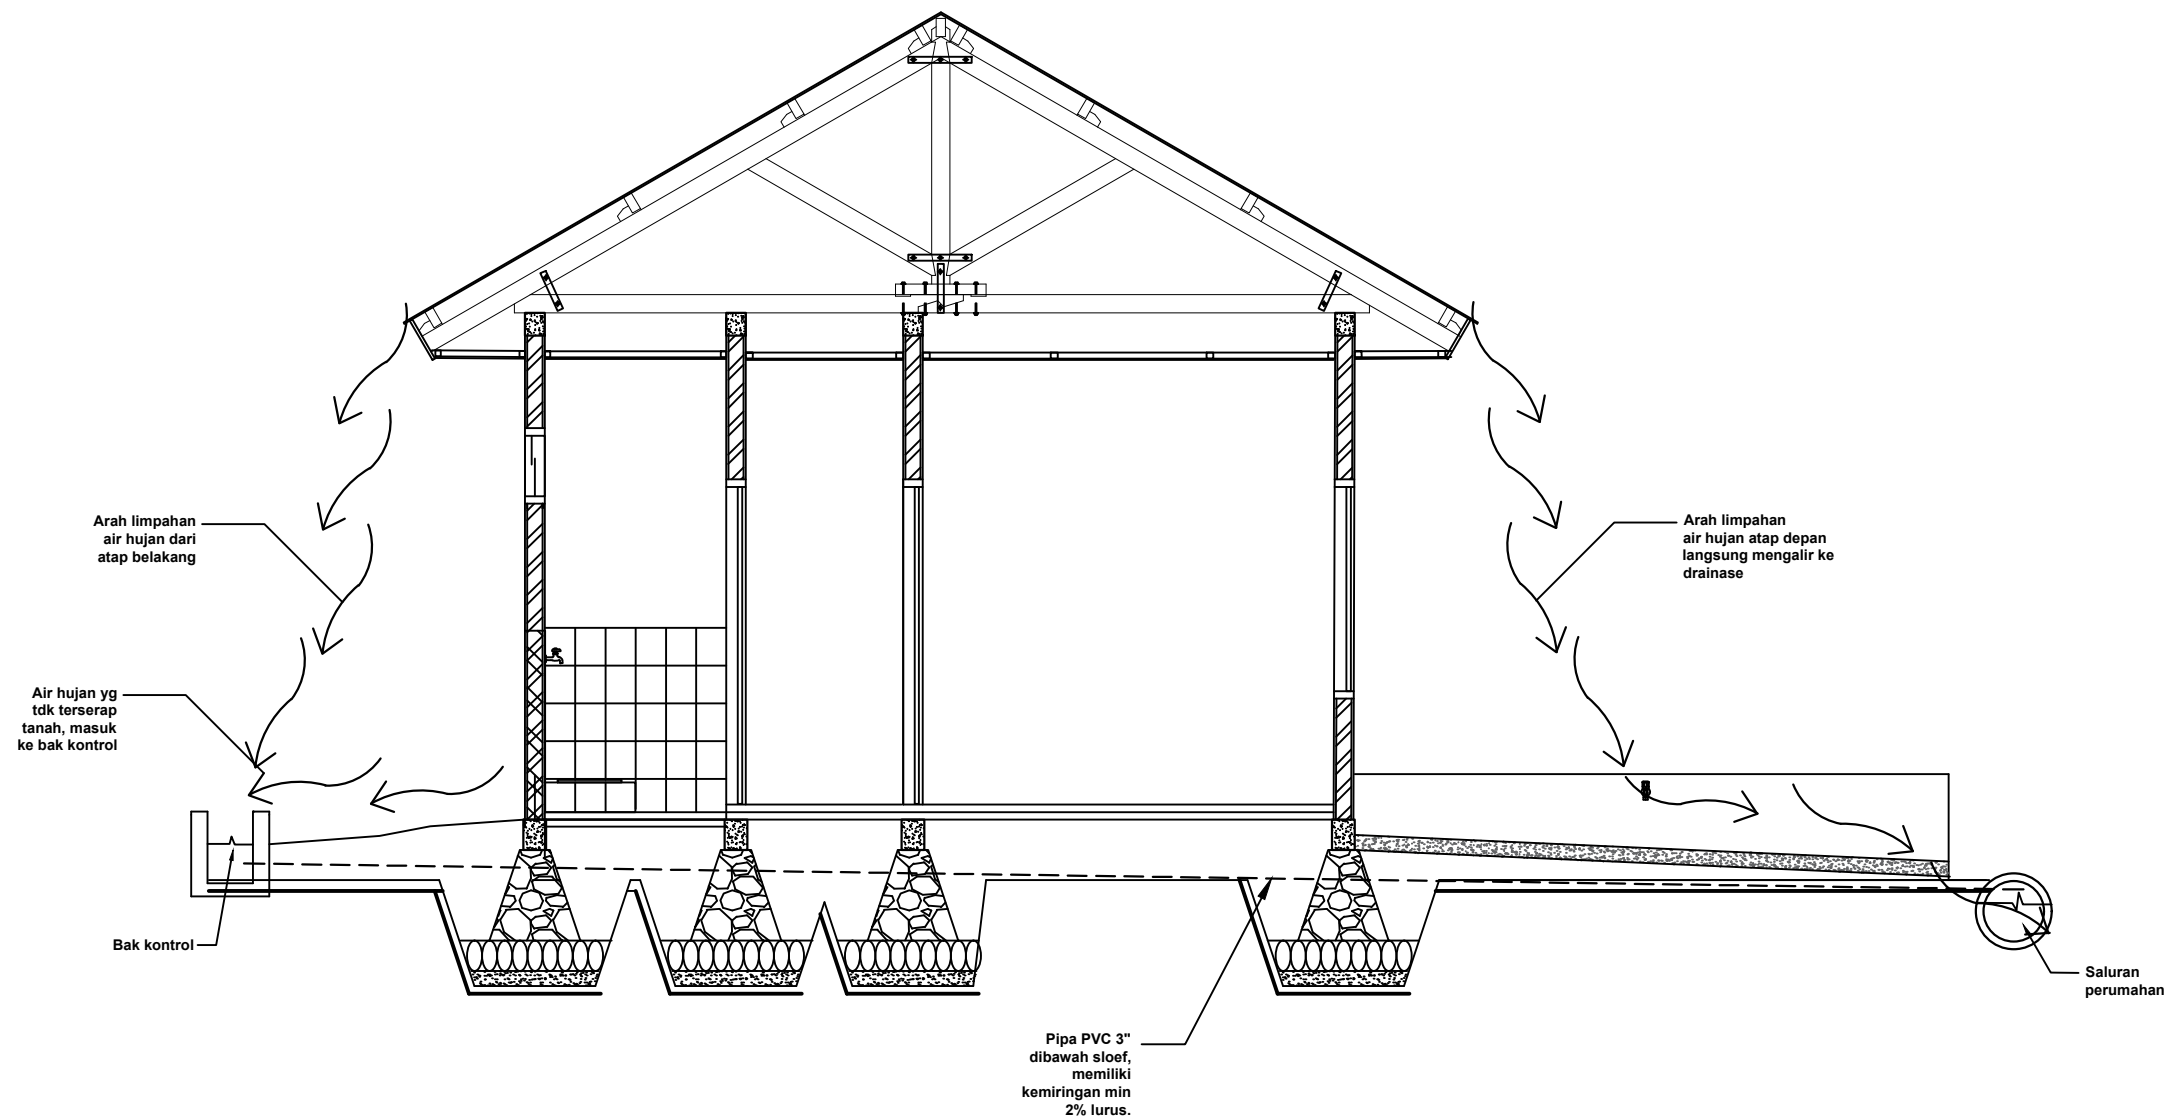 Arah limpahan
air hujan dari
atap belakang
Arah limpahan
air hujan atap depan
langsung mengalir ke
drainase
Air hujan yg
tdk terserap
tanah, masuk
ke bak kontrol
Bak kontrol
Saluran
perumahan
Pipa PVC 3"
dibawah sloef,
memiliki
kemiringan min
2% lurus.